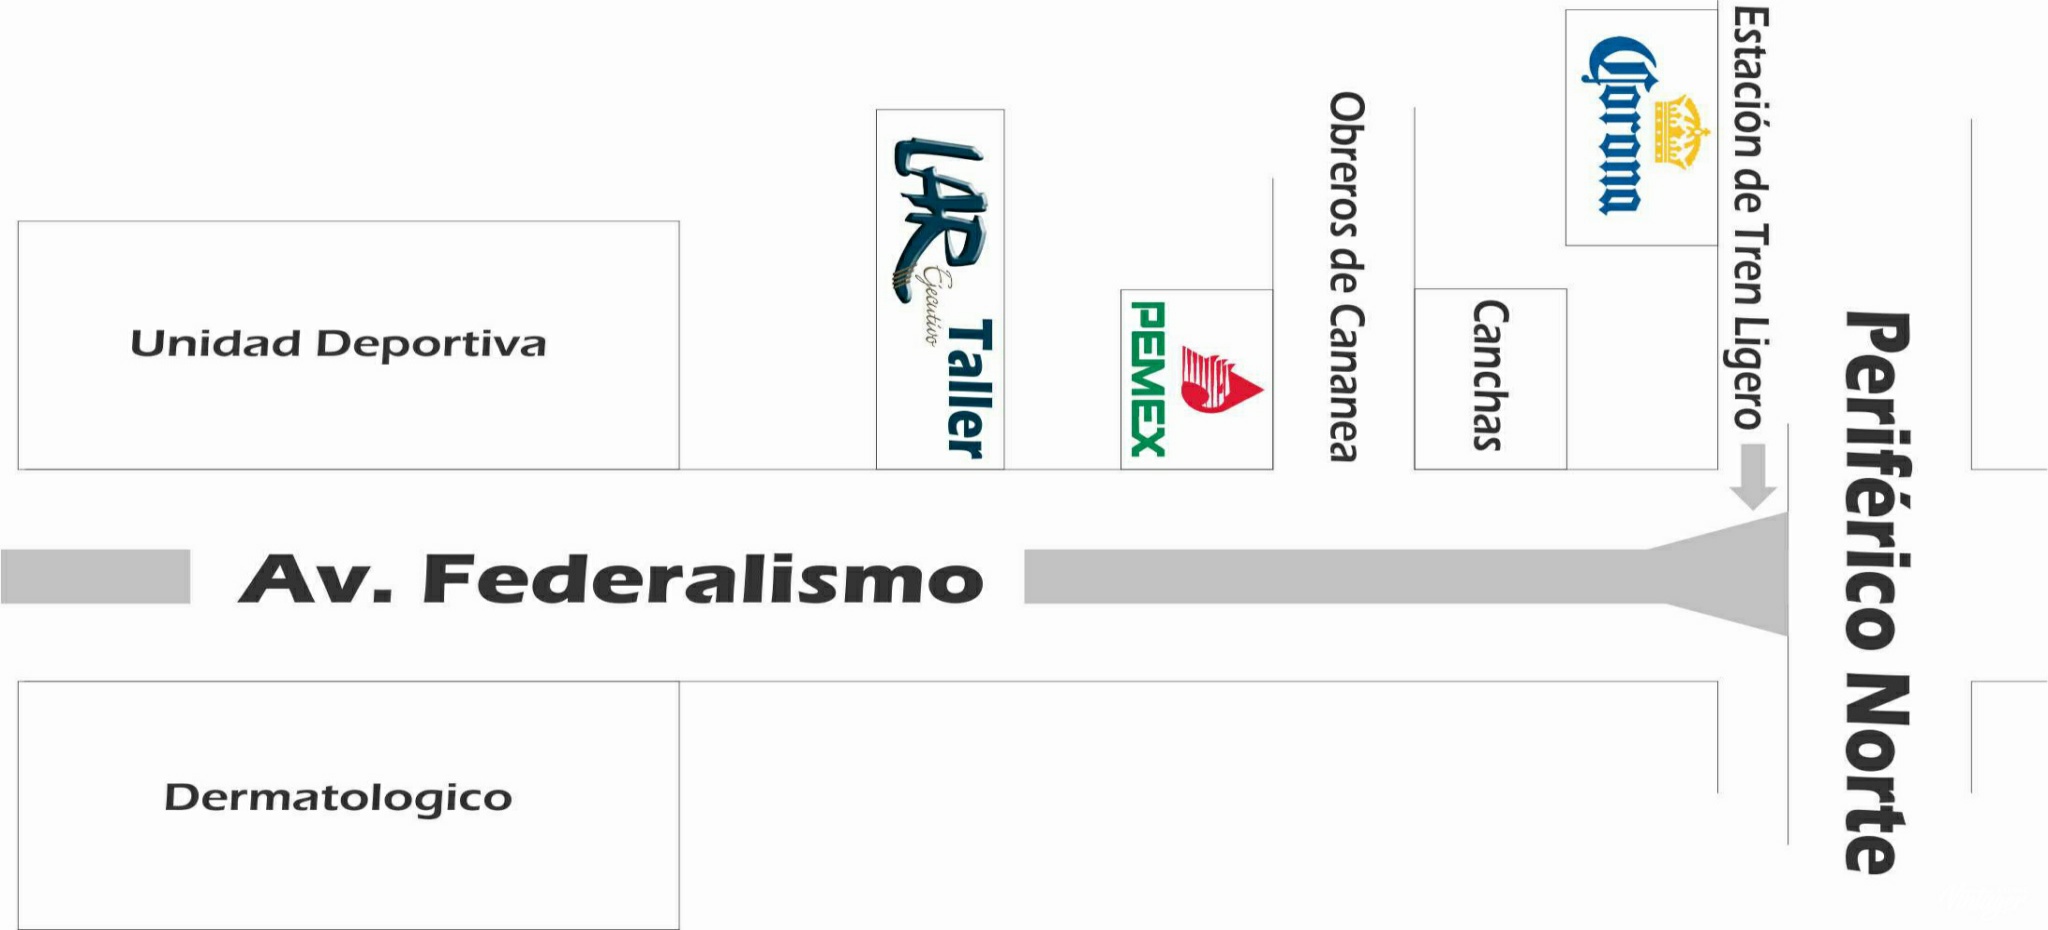 Estación de Tren Ligero
Corona
Obreros de Cananea
LAR
Ejecutivo
Taller
PEMEX
Canchas
Unidad Deportiva
Periférico Norte
Av. Federalismo
Dermatologico